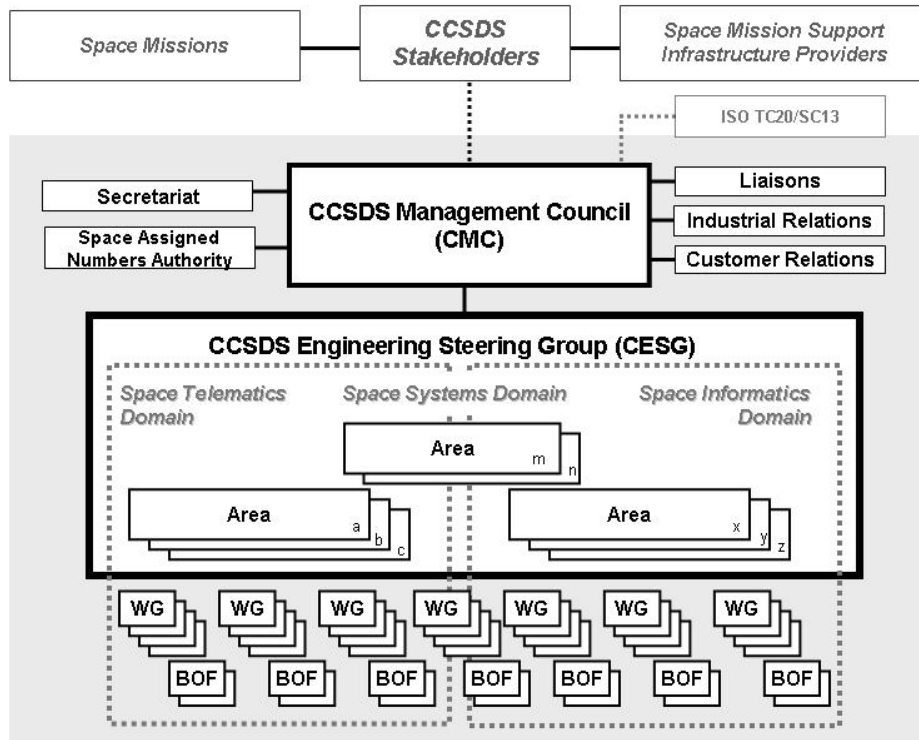 Space Missions
CCSDS
Stakeholders
Space Mission Support
Infrastructure Providers
ISO TC20/SC13
Secretariat
Space Assigned
Numbers Authority
CCSDS Management Council
(CMC)
Liaisons
Industrial Relations
Customer Relations
CCSDS Engineering Steering Group (CESG)
Space Telematics
Domain
Space Systems Domain
Space Informatics
Domain
Area
m
n
Area
a
b
c
Area
x
y
z
WG
WG
WG
WG
WG
WG
WG
BOF
BOF
BOF
BOF
BOF
BOF
BOF